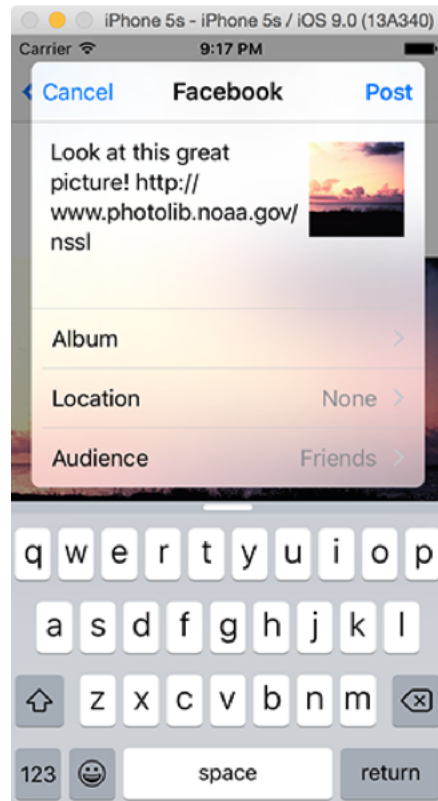 iPhone 5s - iPhone 5s / iOS 9.0 (13A340)
Carrier 9:17 PM
Cancel Facebook Post
Look at this great
picture! http://
www.photolib.noaa.gov/
nssl
Album
Location None
Audience Friends
q w e r t y u i o p
a s d f g h j k l
z x c v b n m
123 space return